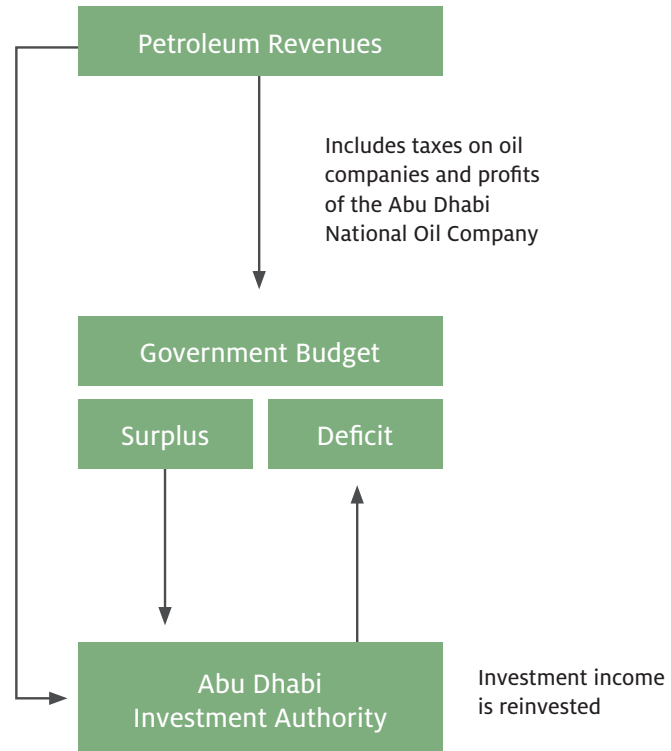 Petroleum Revenues
Includes taxes on oil
companies and profits
of the Abu Dhabi
National Oil Company
Government Budget
Surplus
Deficit
Abu Dhabi
Investment Authority
Investment income
is reinvested